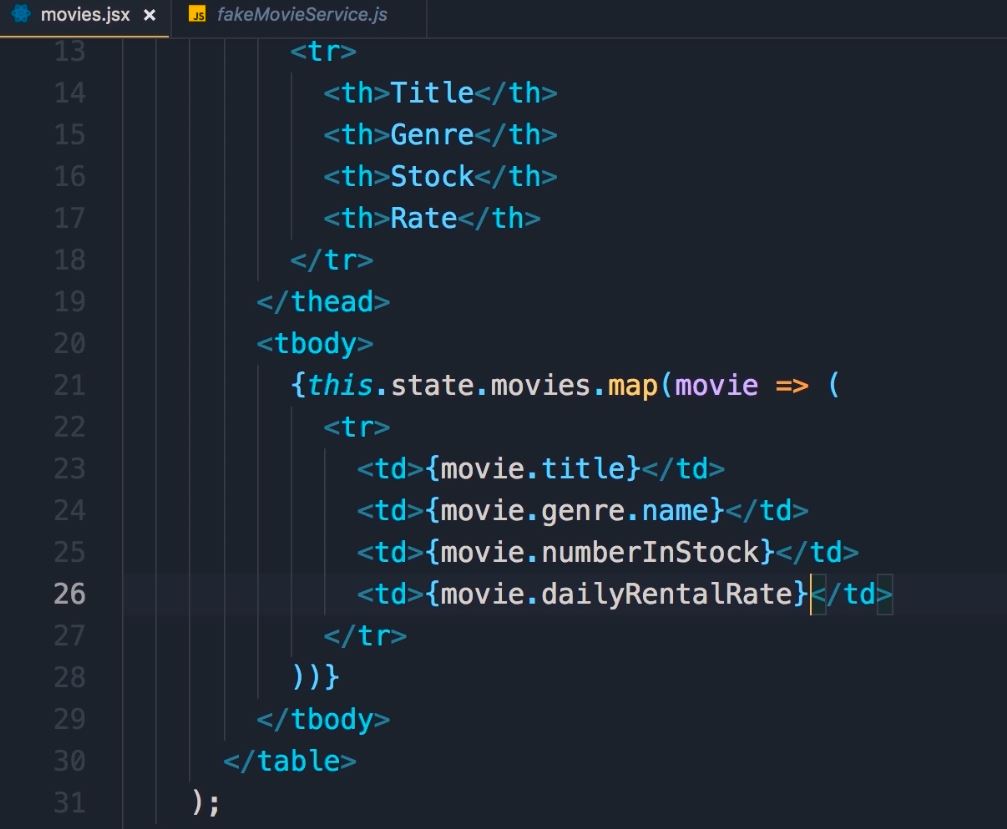 movies.jsx × JS fakeMovieService.js
13 <tr>
14 <th>Title</th>
15 <th>Genre</th>
16 <th>Stock</th>
17 <th>Rate</th>
18 </tr>
19 </thead>
20 <tbody>
21 {this.state.movies.map(movie => (
22 <tr>
23 <td>{movie.title}</td>
24 <td>{movie.genre.name}</td>
25 <td>{movie.numberInStock}</td>
26 <td>{movie.dailyRentalRate}</td>
27 </tr>
28 ))}
29 </tbody>
30 </table>
31 );